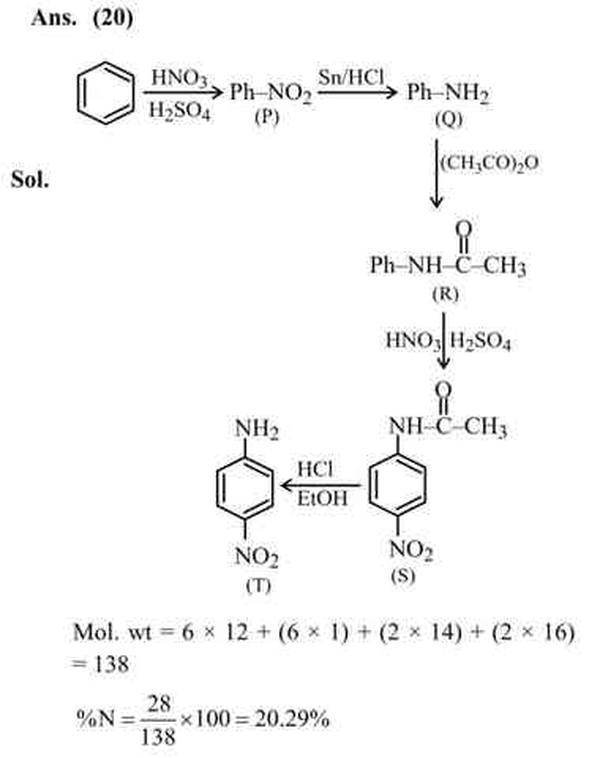 Ans. (20)
HNO3
H2SO4
Ph–NO2
(P)
Sn/HCl
Ph–NH2
(Q)
(CH3CO)2O
Sol.
O
Ph–NH–C–CH3
(R)
HNO3 H2SO4
O
NH–C–CH3
NH2
HCl
EtOH
NO2
(S)
NO2
(T)
Mol. wt = 6 × 12 + (6 × 1) + (2 × 14) + (2 × 16)
= 138
%N = 28/138 × 100 = 20.29%